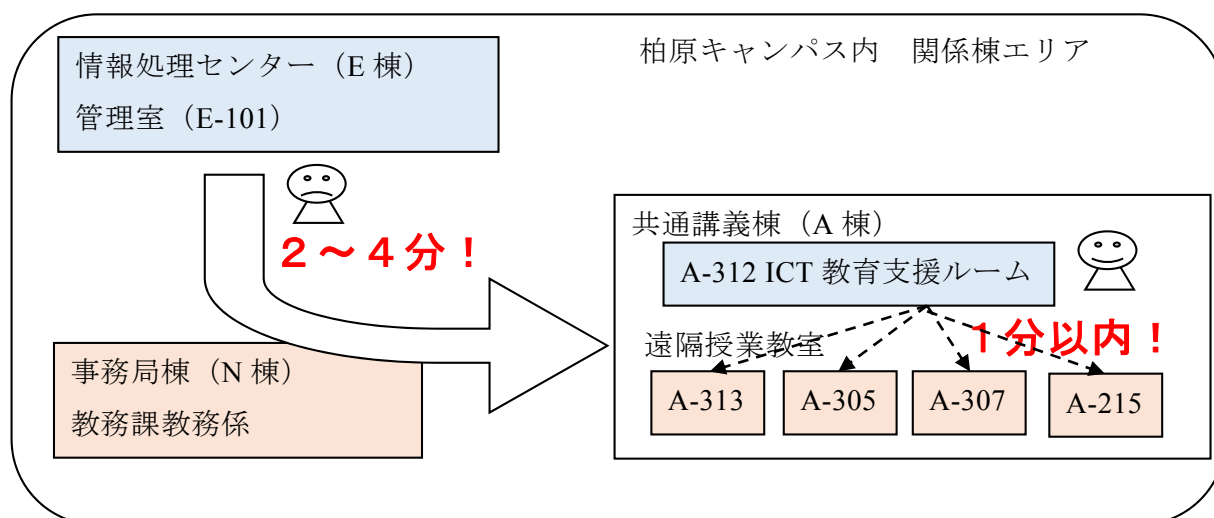 柏原キャンパス内　関係棟エリア
情報処理センター（E 棟）
管理室（E-101）
２～４分！
共通講義棟（A 棟）
A-312 ICT 教育支援ルーム
遠隔授業教室
１分以内！
A-313
A-305
A-307
A-215
事務局棟（N 棟）
教務課教務係